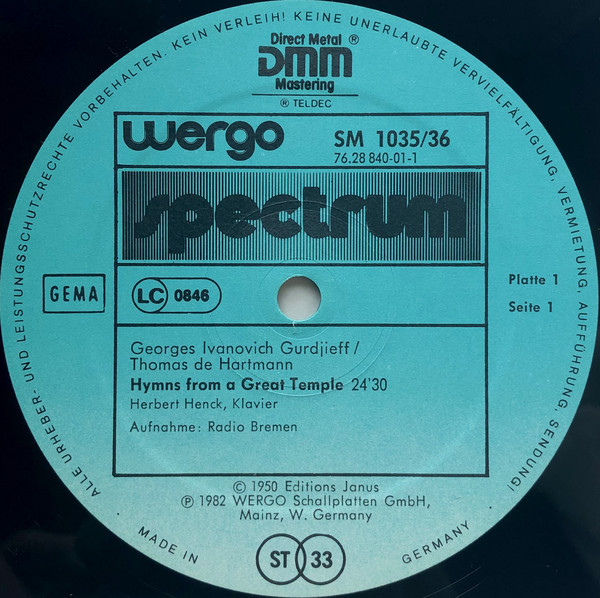 ALLE URHEBER- UND LEISTUNGSSCHUTZRECHTE VORBEHALTEN. KEIN VERLEIH! KEINE UNERLAUBTE VERVIELFÄLTIGUNG, VERMIETUNG, AUFFÜHRUNG, SENDUNG!
Direct Metal ®
DMM
Mastering
® TELDEC
wergo
SM 1035/36
76.28 840-01-1
spectrum
GEMA
LC 0846
Platte 1
Seite 1
Georges Ivanovich Gurdjieff/
Thomas de Hartmann
Hymns from a Great Temple 24'30
Herbert Henck, Klavier
Aufnahme: Radio Bremen
© 1950 Editions Janus
℗ 1982 WERGO Schallplatten GmbH,
Mainz, W. Germany
MADE IN GERMANY
ST 33